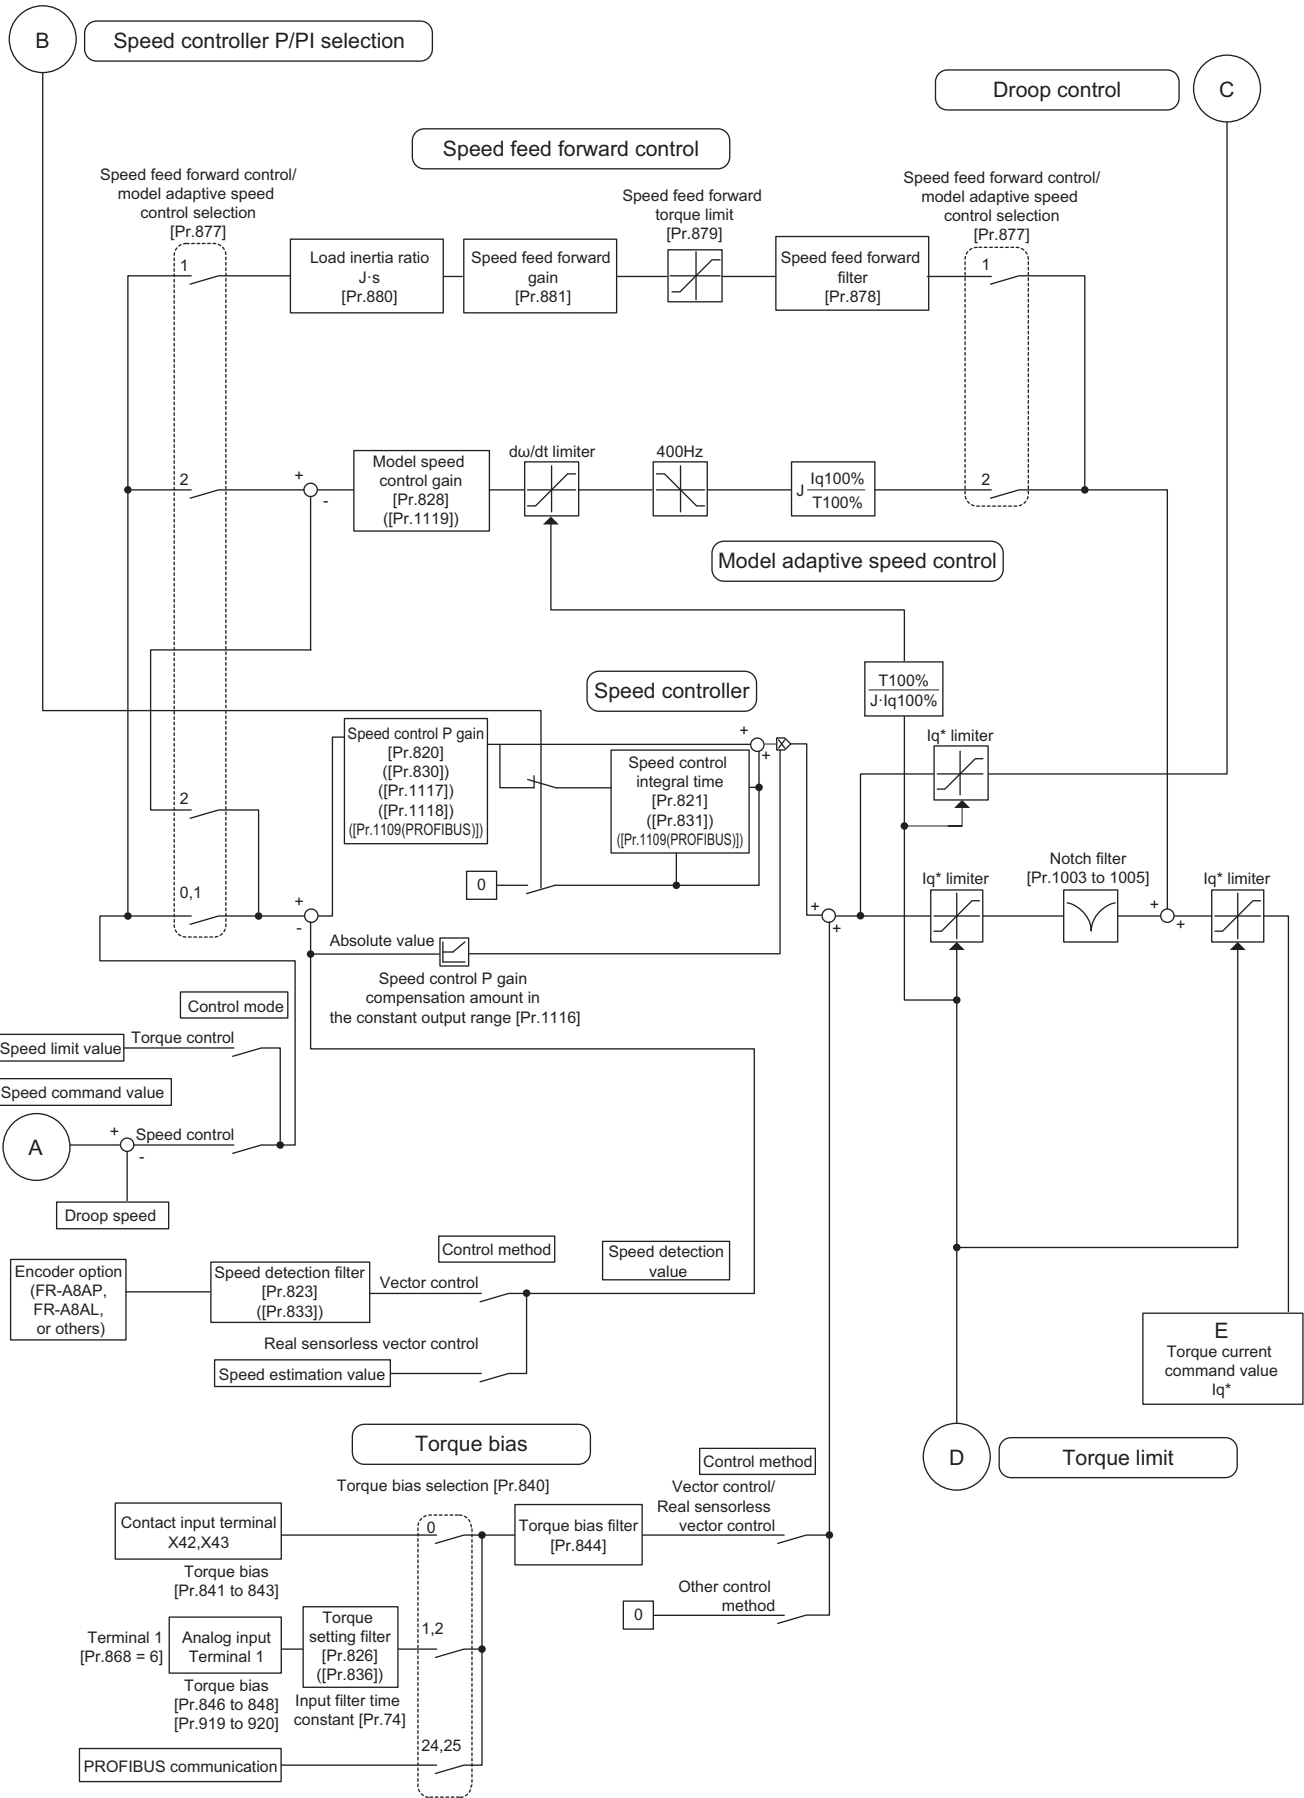 B
Speed controller P/PI selection
Droop control
C
Speed feed forward control
Speed feed forward control/
model adaptive speed
control selection
[Pr.877]
Speed feed forward
torque limit
[Pr.879]
Speed feed forward control/
model adaptive speed
control selection
[Pr.877]
1
Load inertia ratio
J·s
[Pr.880]
Speed feed forward
gain
[Pr.881]
Speed feed forward
filter
[Pr.878]
1
2
+
-
Model speed
control gain
[Pr.828]
([Pr.1119])
dω/dt limiter
400Hz
J
Iq100%
T100%
2
Model adaptive speed control
T100%
J·Iq100%
Speed controller
Speed control P gain
[Pr.820]
([Pr.830])
([Pr.1117])
([Pr.1118])
([Pr.1109(PROFIBUS)])
+
+
X
Speed control
integral time
[Pr.821]
([Pr.831])
([Pr.1109(PROFIBUS)])
Iq* limiter
2
0
0,1
+
-
+
+
Iq* limiter
Notch filter
[Pr.1003 to 1005]
+
+
Iq* limiter
Absolute value
Speed control P gain
compensation amount in
the constant output range [Pr.1116]
Control mode
Speed limit value
Torque control
Speed command value
A
+
-
Speed control
Droop speed
Control method
Speed detection
value
Encoder option
(FR-A8AP,
FR-A8AL,
or others)
Speed detection filter
[Pr.823]
([Pr.833])
Vector control
Real sensorless vector control
Speed estimation value
E
Torque current
command value
Iq*
D
Torque limit
Torque bias
Torque bias selection [Pr.840]
Control method
Vector control/
Real sensorless
vector control
Contact input terminal
X42,X43
Torque bias
[Pr.841 to 843]
0
Torque bias filter
[Pr.844]
0
Other control
method
Terminal 1
[Pr.868 = 6]
Analog input
Terminal 1
Torque bias
[Pr.846 to 848]
[Pr.919 to 920]
Torque
setting filter
[Pr.826]
([Pr.836])
Input filter time
constant [Pr.74]
1,2
24,25
PROFIBUS communication